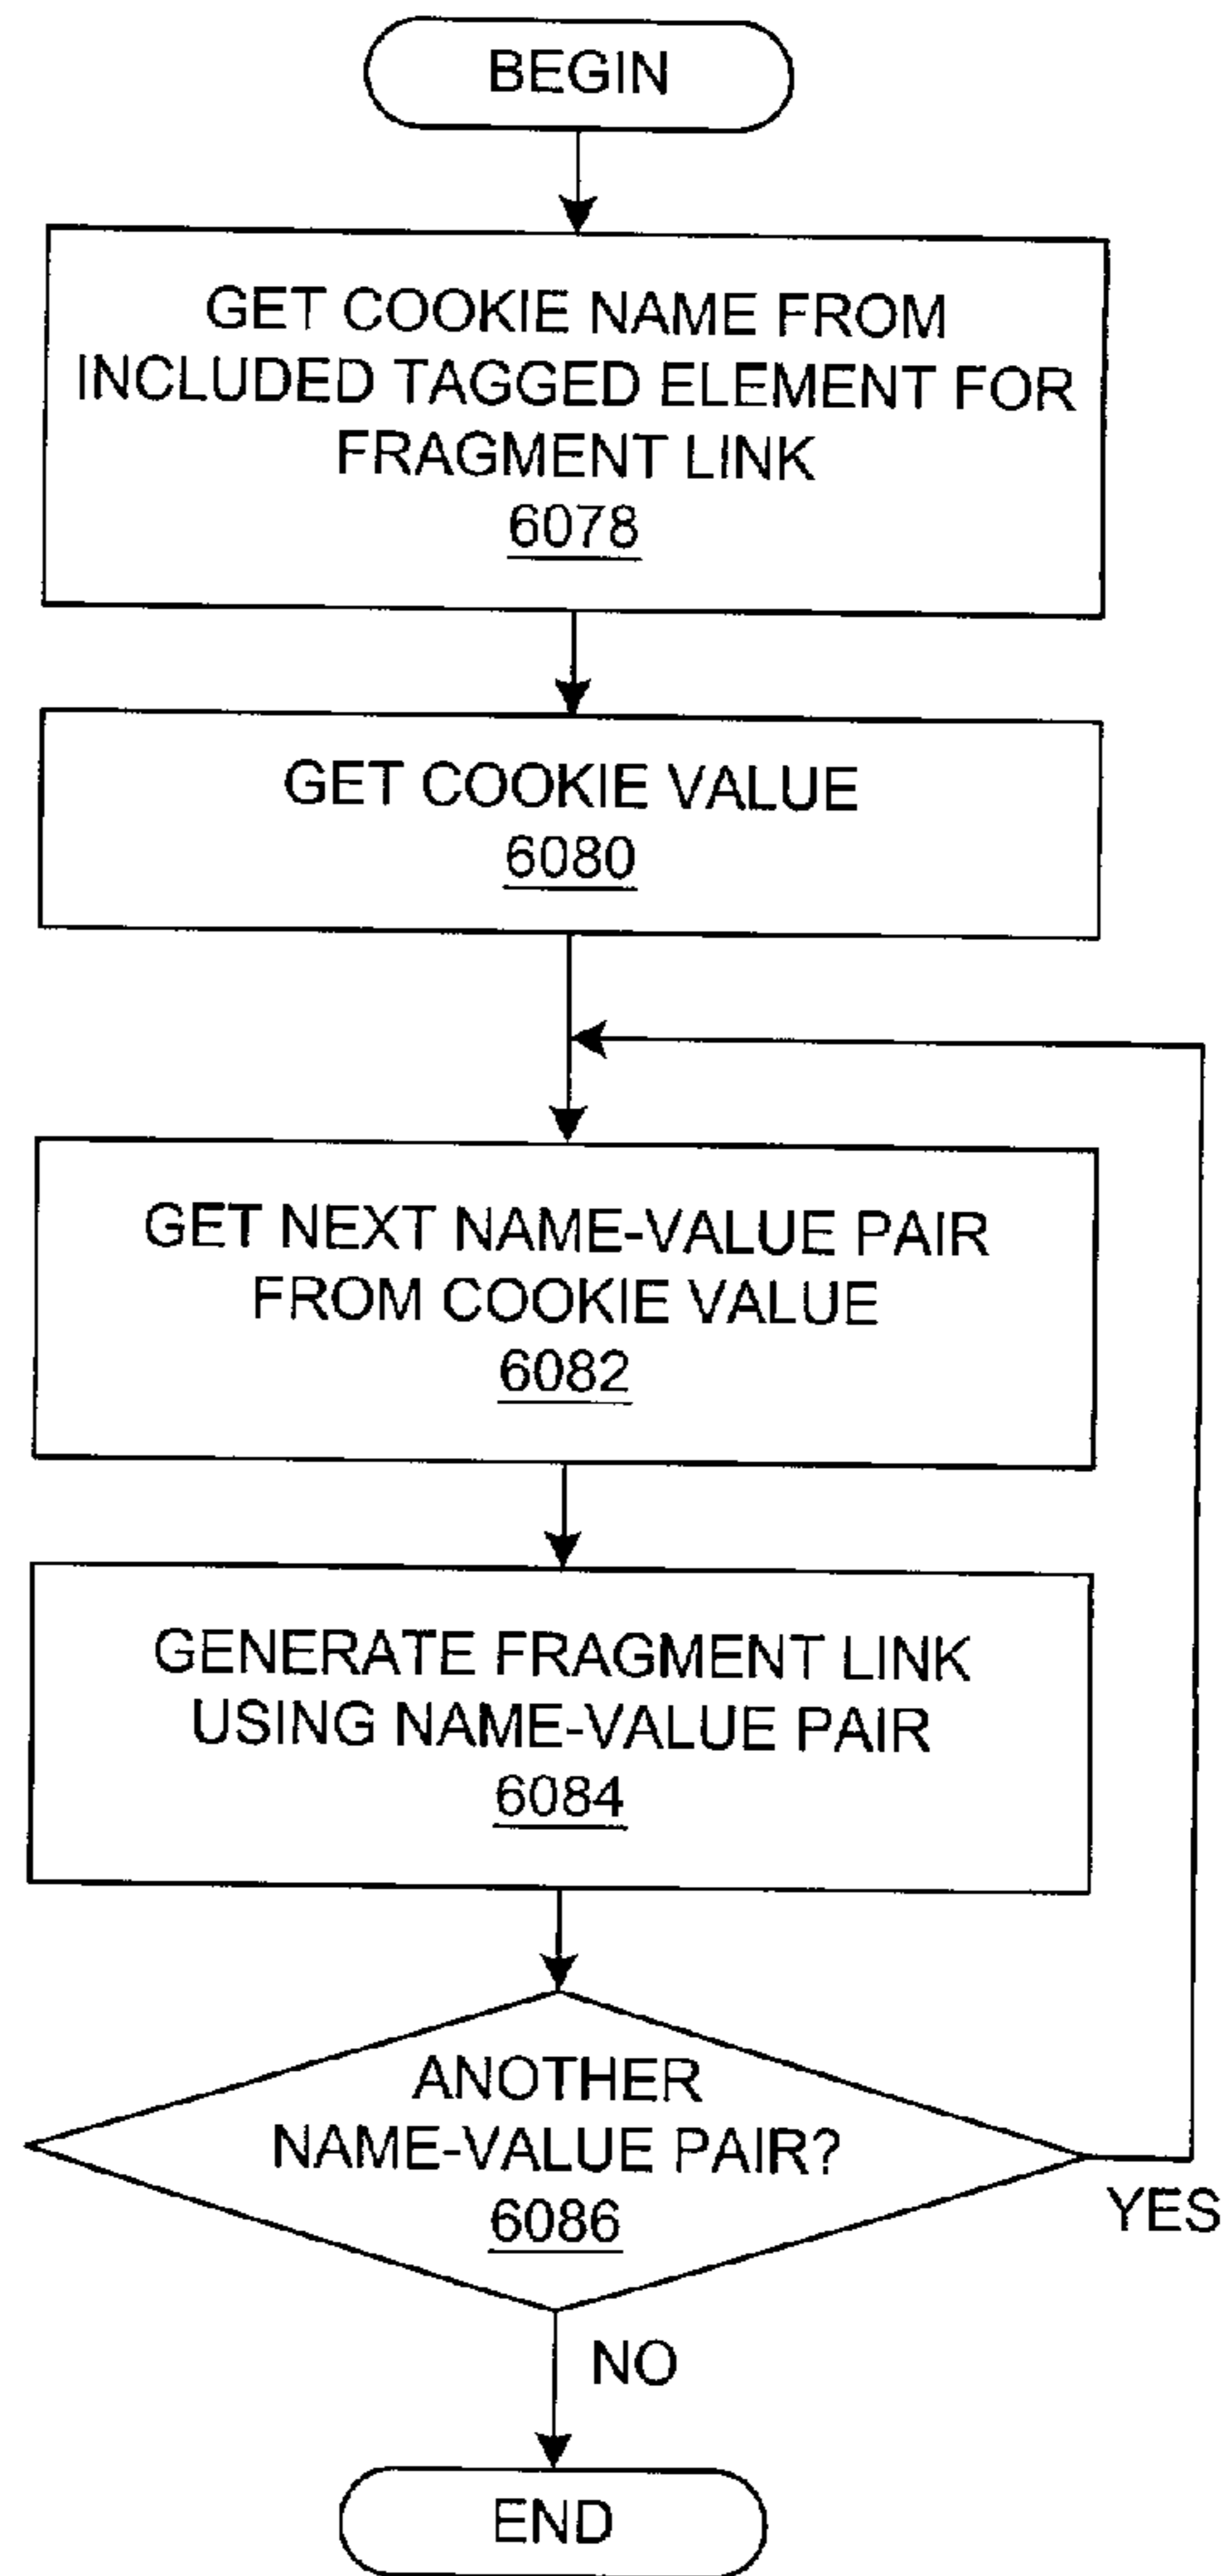 BEGIN
GET COOKIE NAME FROM
INCLUDED TAGGED ELEMENT FOR
FRAGMENT LINK
6078
GET COOKIE VALUE
6080
GET NEXT NAME-VALUE PAIR
FROM COOKIE VALUE
6082
GENERATE FRAGMENT LINK
USING NAME-VALUE PAIR
6084
ANOTHER
NAME-VALUE PAIR?
6086
YES
NO
END